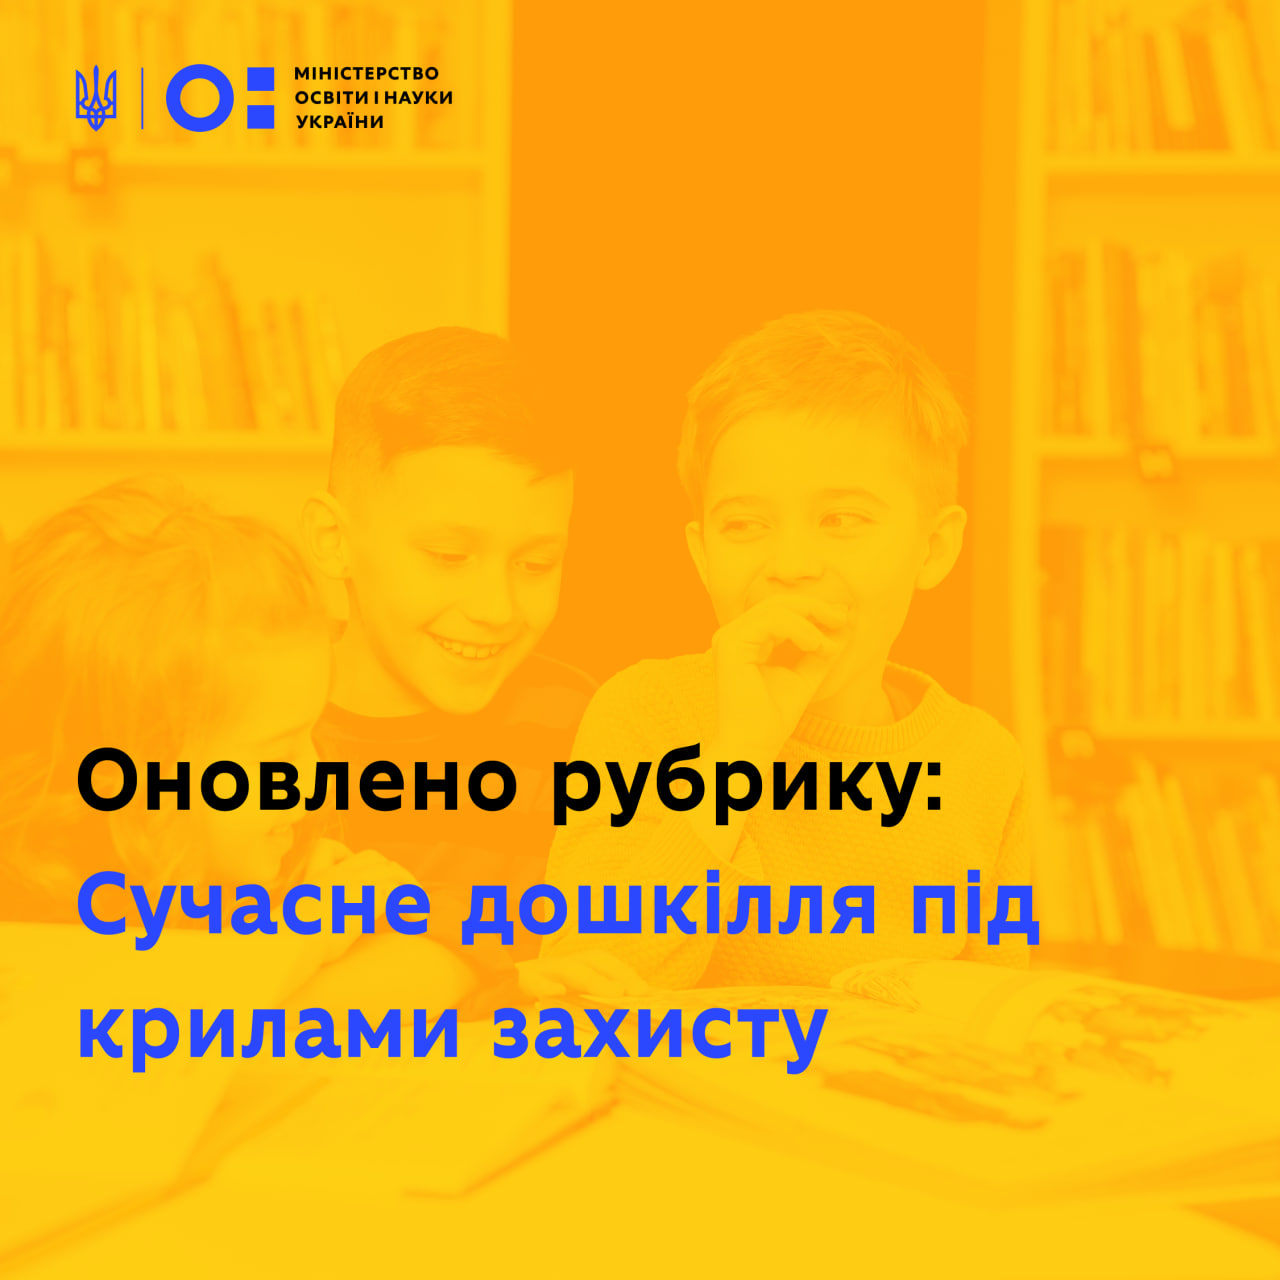 МІНІСТЕРСТВО
ОСВІТИ І НАУКИ
УКРАЇНИ
Оновлено рубрику:
Сучасне дошкілля під
крилами захисту